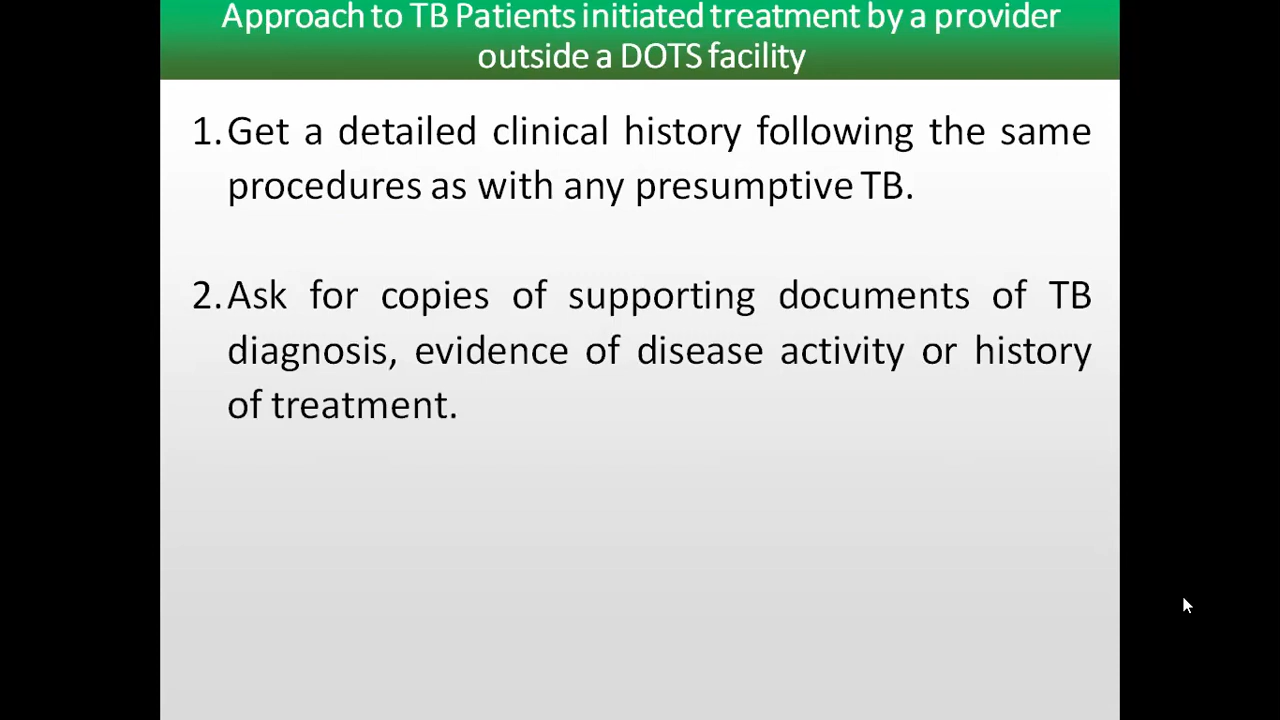 Approach to TB Patients initiated treatment by a provider
outside a DOTS facility
1. Get a detailed clinical history following the same
procedures as with any presumptive TB.
2. Ask for copies of supporting documents of TB
diagnosis, evidence of disease activity or history
of treatment.